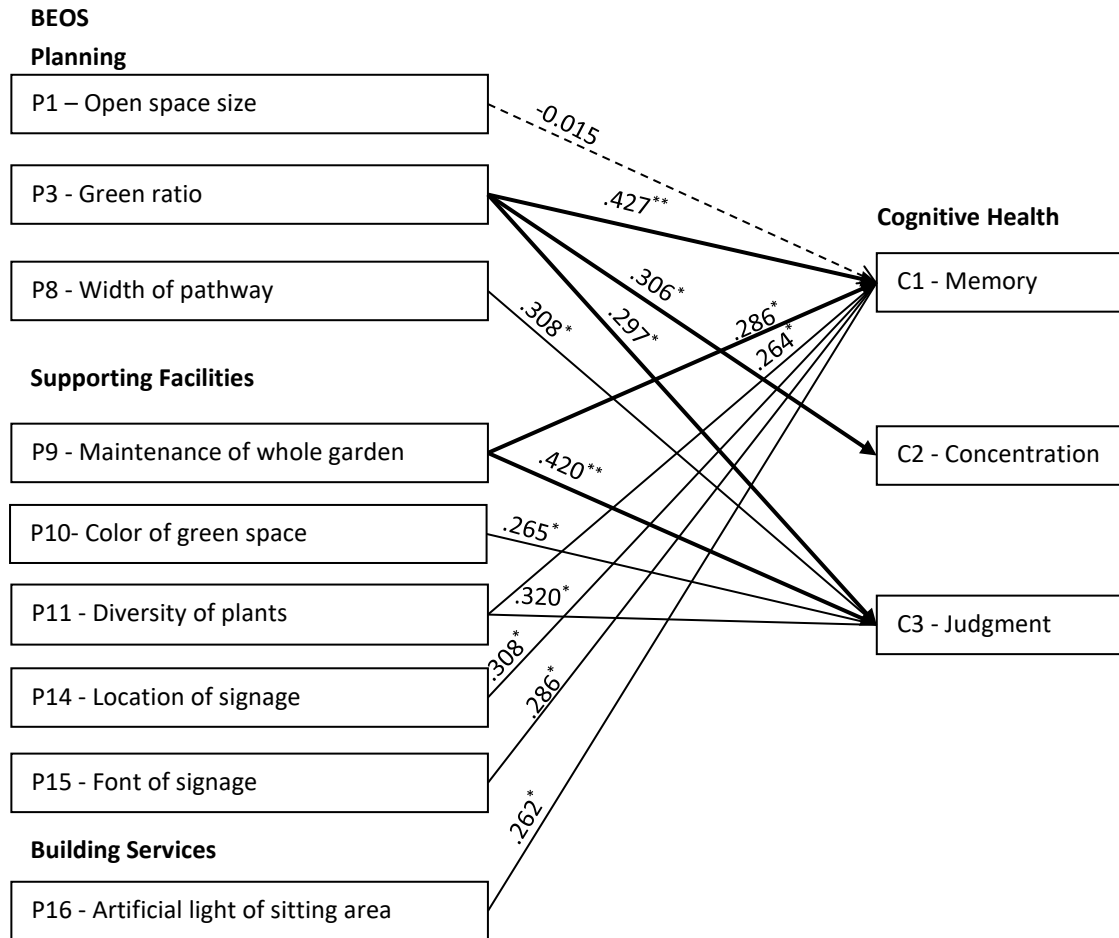 BEOS
Planning
P1 – Open space size
-0.015
P3 - Green ratio
.427**
Cognitive Health
C1 - Memory
P8 - Width of pathway
.306*
.308*
.297*
.286*
.264*
Supporting Facilities
P9 - Maintenance of whole garden
C2 - Concentration
.420**
P10- Color of green space
.265*
P11 - Diversity of plants
.320*
C3 - Judgment
P14 - Location of signage
.308*
.286*
P15 - Font of signage
.262*
Building Services
P16 - Artificial light of sitting area